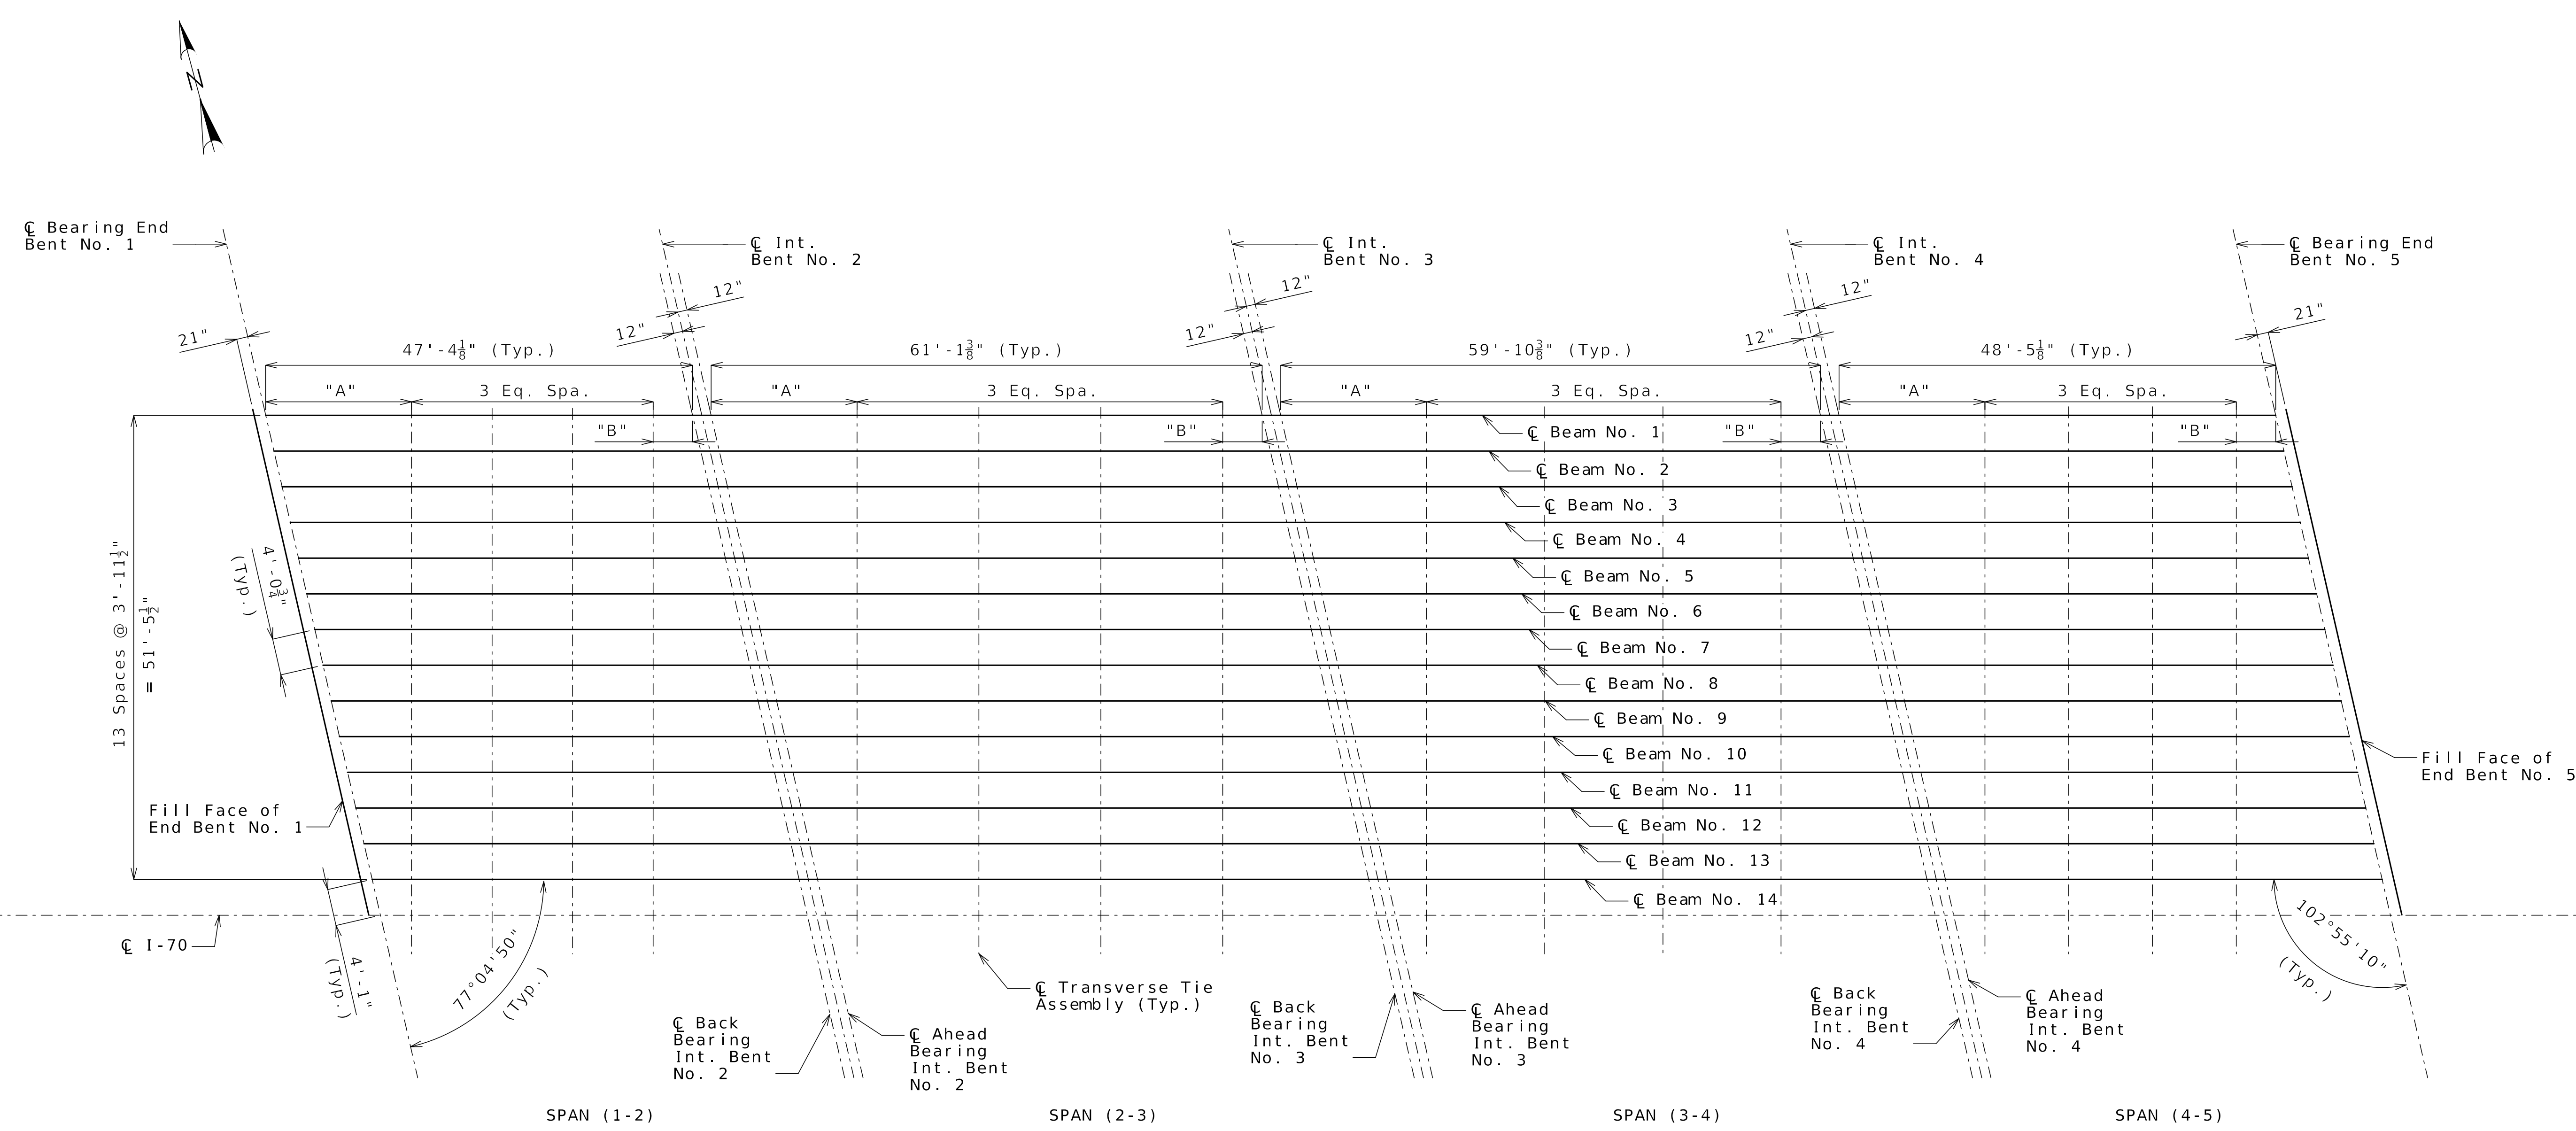 N
℄ Bearing End
Bent No. 1
℄ Int.
Bent No. 2
℄ Int.
Bent No. 3
℄ Int.
Bent No. 4
℄ Bearing End
Bent No. 5
21"
12"
12"
12"
12"
12"
12"
21"
47'-4⅛" (Typ.)
61'-1⅜" (Typ.)
59'-10⅜" (Typ.)
48'-5⅛" (Typ.)
"A"
3 Eq. Spa.
"A"
3 Eq. Spa.
"A"
3 Eq. Spa.
"A"
3 Eq. Spa.
"B"
"B"
"B"
"B"
℄ Beam No. 1
℄ Beam No. 2
℄ Beam No. 3
℄ Beam No. 4
℄ Beam No. 5
℄ Beam No. 6
℄ Beam No. 7
℄ Beam No. 8
℄ Beam No. 9
℄ Beam No. 10
℄ Beam No. 11
℄ Beam No. 12
℄ Beam No. 13
℄ Beam No. 14
13 Spaces @ 3'-11½"
= 51'-5½"
4'-0¾"
(Typ.)
Fill Face of
End Bent No. 1
Fill Face of
End Bent No. 5
℄ I-70
4'-1"
(Typ.)
77°04'50"
(Typ.)
102°55'10"
(Typ.)
℄ Transverse Tie
Assembly (Typ.)
℄ Back
Bearing
Int. Bent
No. 2
℄ Ahead
Bearing
Int. Bent
No. 2
℄ Back
Bearing
Int. Bent
No. 3
℄ Ahead
Bearing
Int. Bent
No. 3
℄ Back
Bearing
Int. Bent
No. 4
℄ Ahead
Bearing
Int. Bent
No. 4
SPAN (1-2)
SPAN (2-3)
SPAN (3-4)
SPAN (4-5)